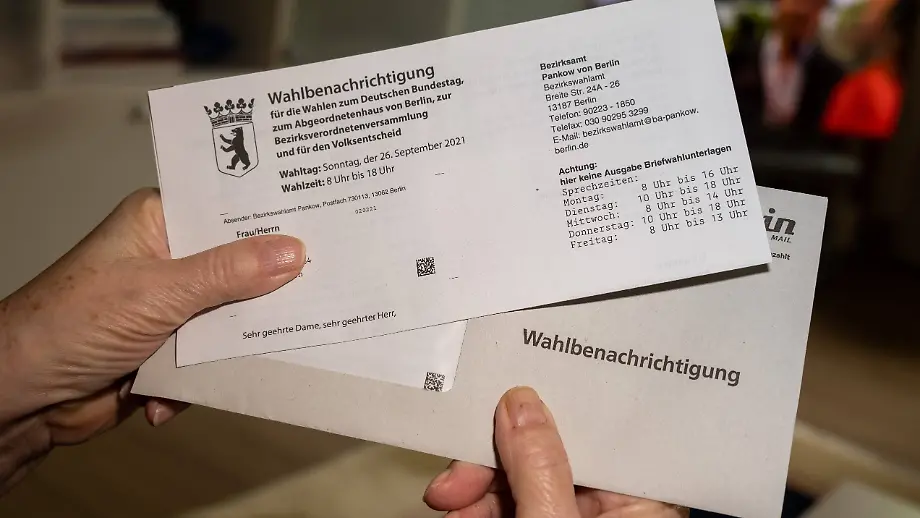 Wahlbenachrichtigung
für die Wahlen zum Deutschen Bundestag,
zum Abgeordnetenhaus von Berlin, zur
Bezirksverordnetenversammlung
und für den Volksentscheid
Wahltag: Sonntag, der 26. September 2021
Wahlzeit: 8 Uhr bis 18 Uhr
Absender: Bezirkswahlamt Pankow, Postfach 730113, 13062 Berlin
Frau/Herrn
Sehr geehrte Dame, sehr geehrter Herr,
Bezirksamt
Pankow von Berlin
Bezirkswahlamt
Breite Str. 24A - 26
13187 Berlin
Telefon: 90223 - 1850
Telefax: 030 90295 3299
E-Mail: bezirkswahlamt@ba-pankow.
berlin.de
Achtung:
hier keine Ausgabe Briefwahlunterlagen
Sprechzeiten:
Montag: 8 Uhr bis 16 Uhr
Dienstag: 10 Uhr bis 18 Uhr
Mittwoch: 8 Uhr bis 14 Uhr
Donnerstag: 10 Uhr bis 18 Uhr
Freitag: 8 Uhr bis 13 Uhr
in
MAIL
zahlt
Wahlbenachrichtigung